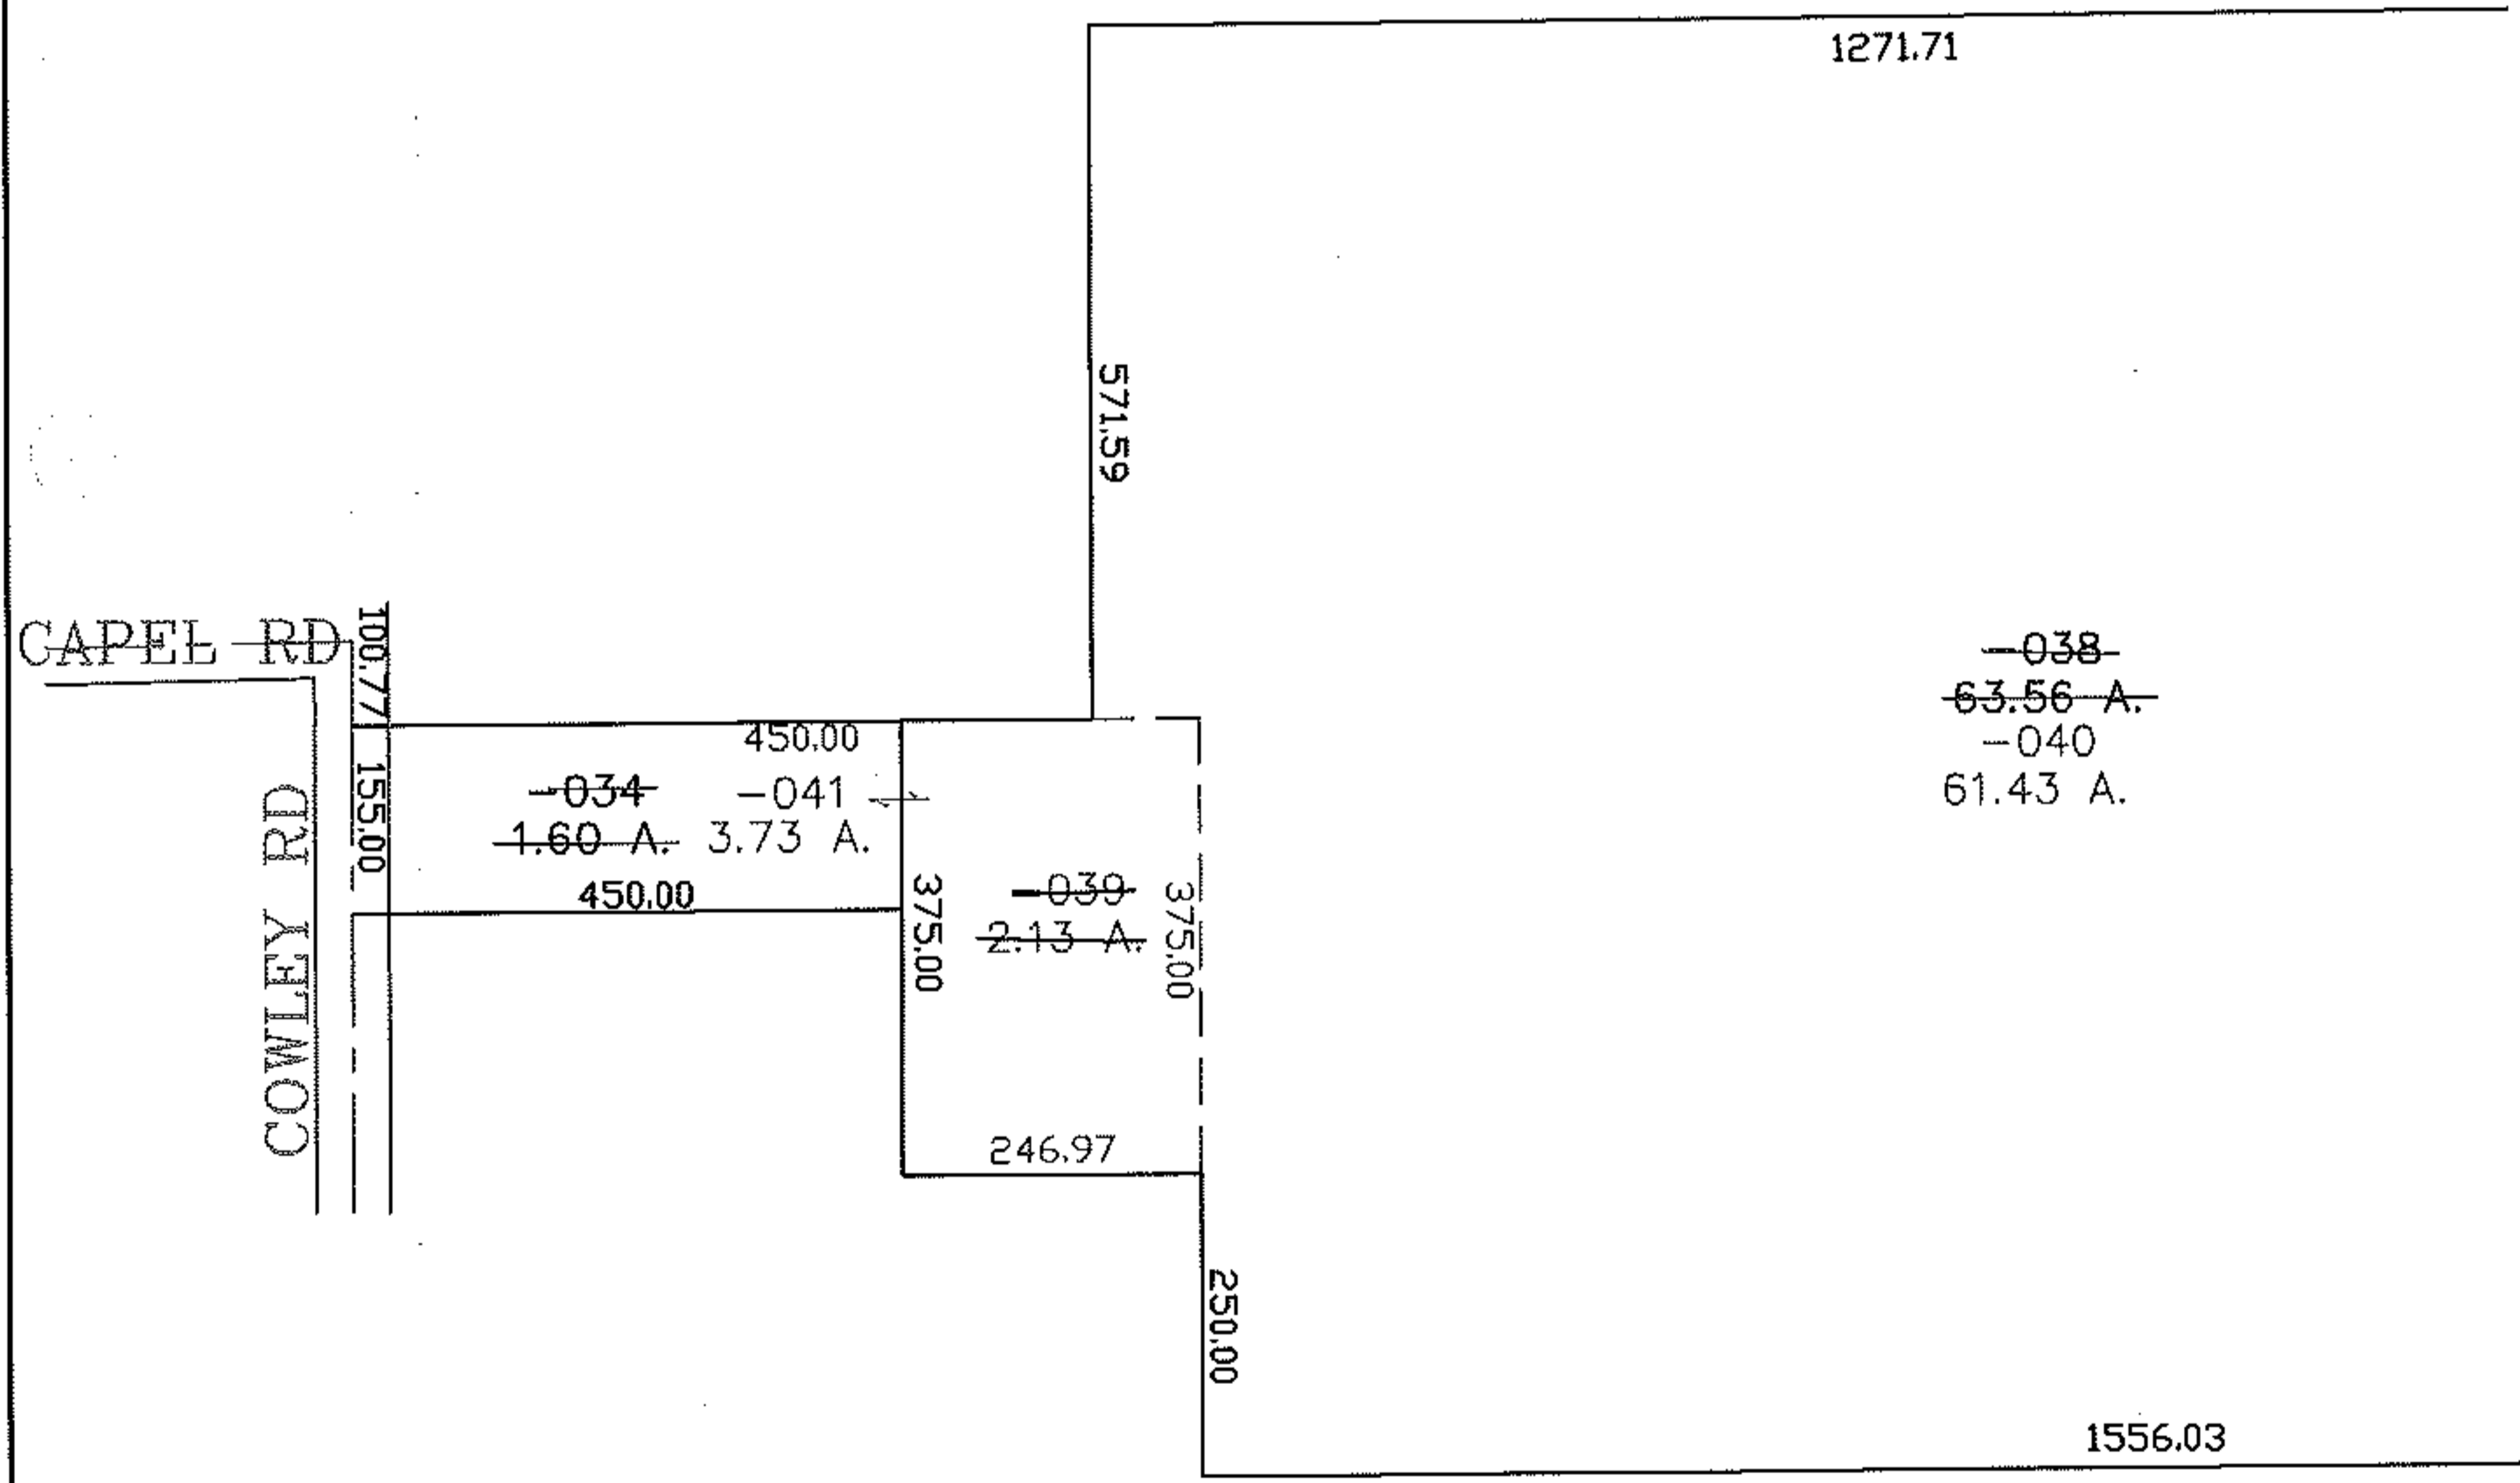 1271.71
571.59
CAPEL RD
100.77
-038
63.56 A.
-040
61.43 A.
450.00
155.00
-034
-041
1.60 A.
3.73 A.
450.00
COWLEY RD
375.00
-039
2.13 A.
375.00
246.97
250.00
1556.03